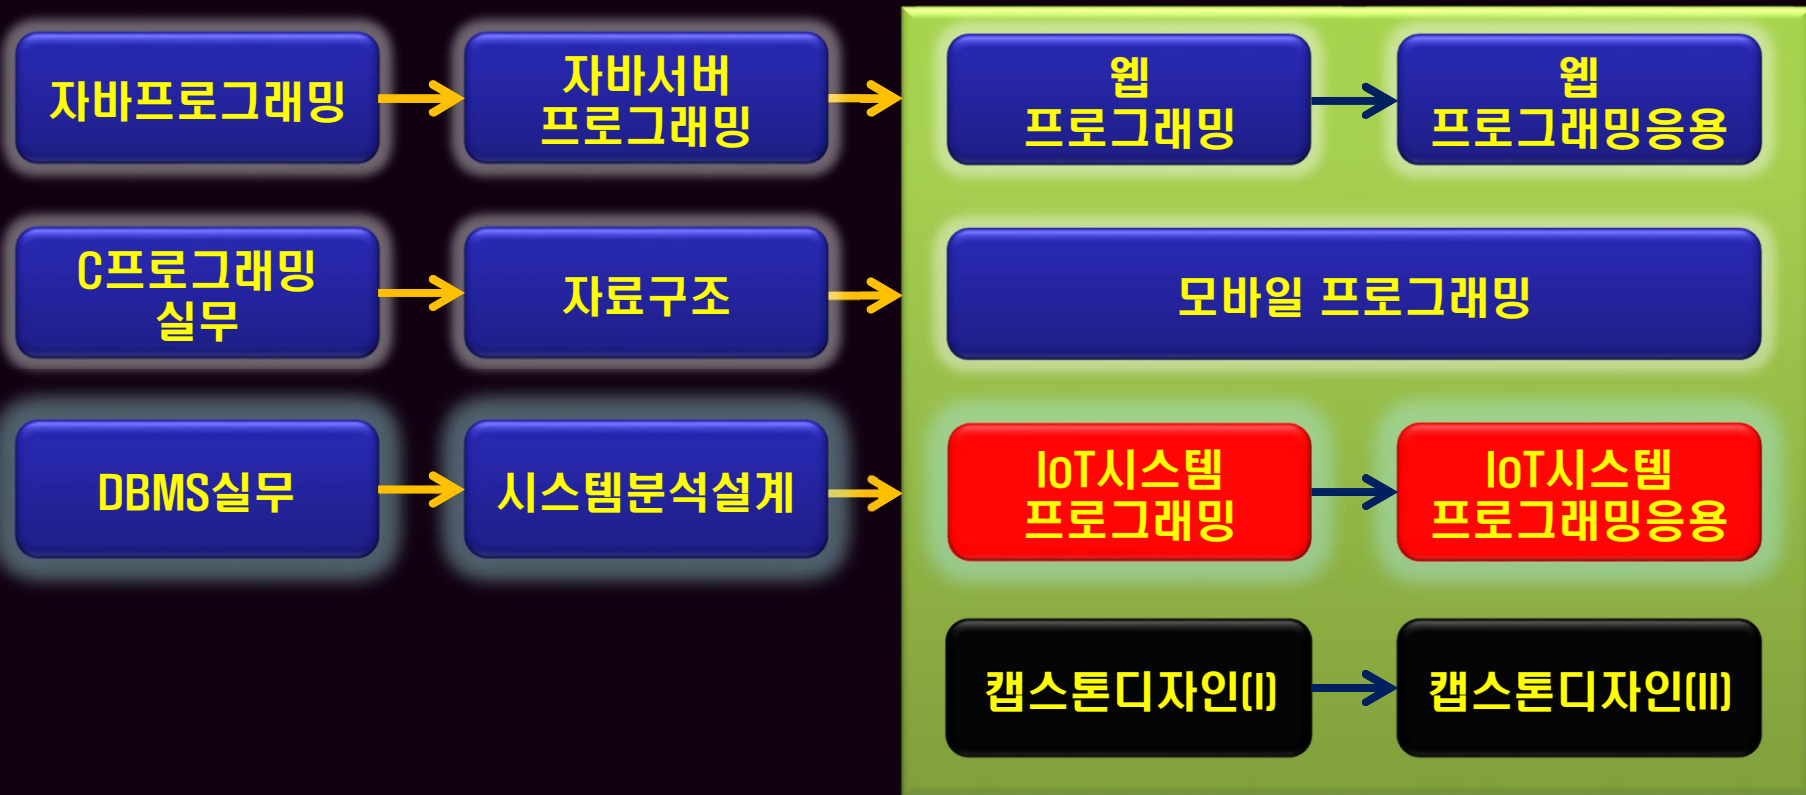 자바프로그래밍
자바서버
프로그래밍
웹
프로그래밍
웹
프로그래밍응용
C프로그래밍
실무
자료구조
모바일 프로그래밍
DBMS실무
시스템분석설계
IoT시스템
프로그래밍
IoT시스템
프로그래밍응용
캡스톤디자인(I)
캡스톤디자인(II)